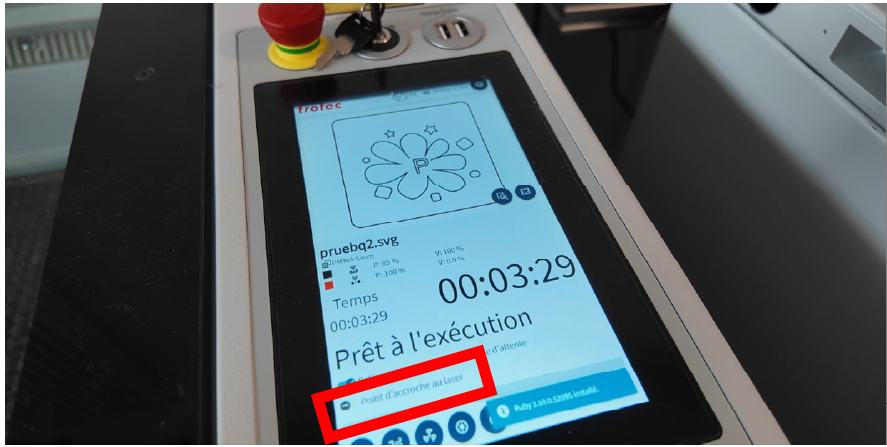 trotec
P
pruebq2.svg
PMMA 5mm
P: 85 % V: 100 %
P: 100 % V: 0.5 %
Temps
00:03:29
00:03:29
Prêt à l'exécution
d'attente
Point d'accroche au laser
Ruby 2.10.0.52095 installé.